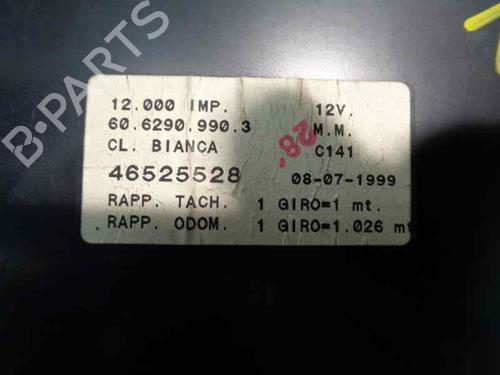 12.000 IMP. 12V.
60.6290.990.3 M.M.
28.
CL. BIANCA C141
46525528 08-07-1999
RAPP. TACH. 1 GIRO=1 mt.
RAPP. ODOM. 1 GIRO=1.026 mt
B-PARTS